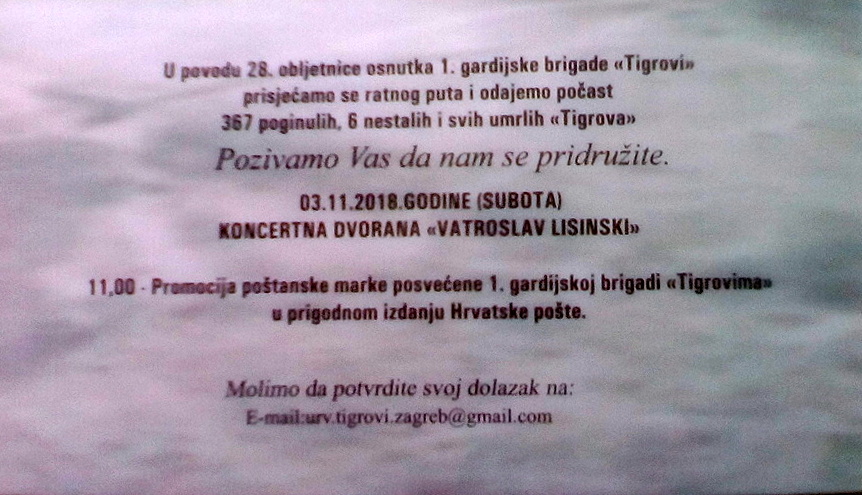 U povodu 28. obljetnice osnutka 1. gardijske brigade «Tigrovi»
prisjećamo se ratnog puta i odajemo počast
367 poginulih, 6 nestalih i svih umrlih «Tigrova»
Pozivamo Vas da nam se pridružite.
03.11.2018.GODINE (SUBOTA)
KONCERTNA DVORANA «VATROSLAV LISINSKI»
11,00 - Promocija poštanske marke posvećene 1. gardijskoj brigadi «Tigrovima»
u prigodnom izdanju Hrvatske pošte.
Molimo da potvrdite svoj dolazak na:
E-mail:urv.tigrovi.zagreb@gmail.com